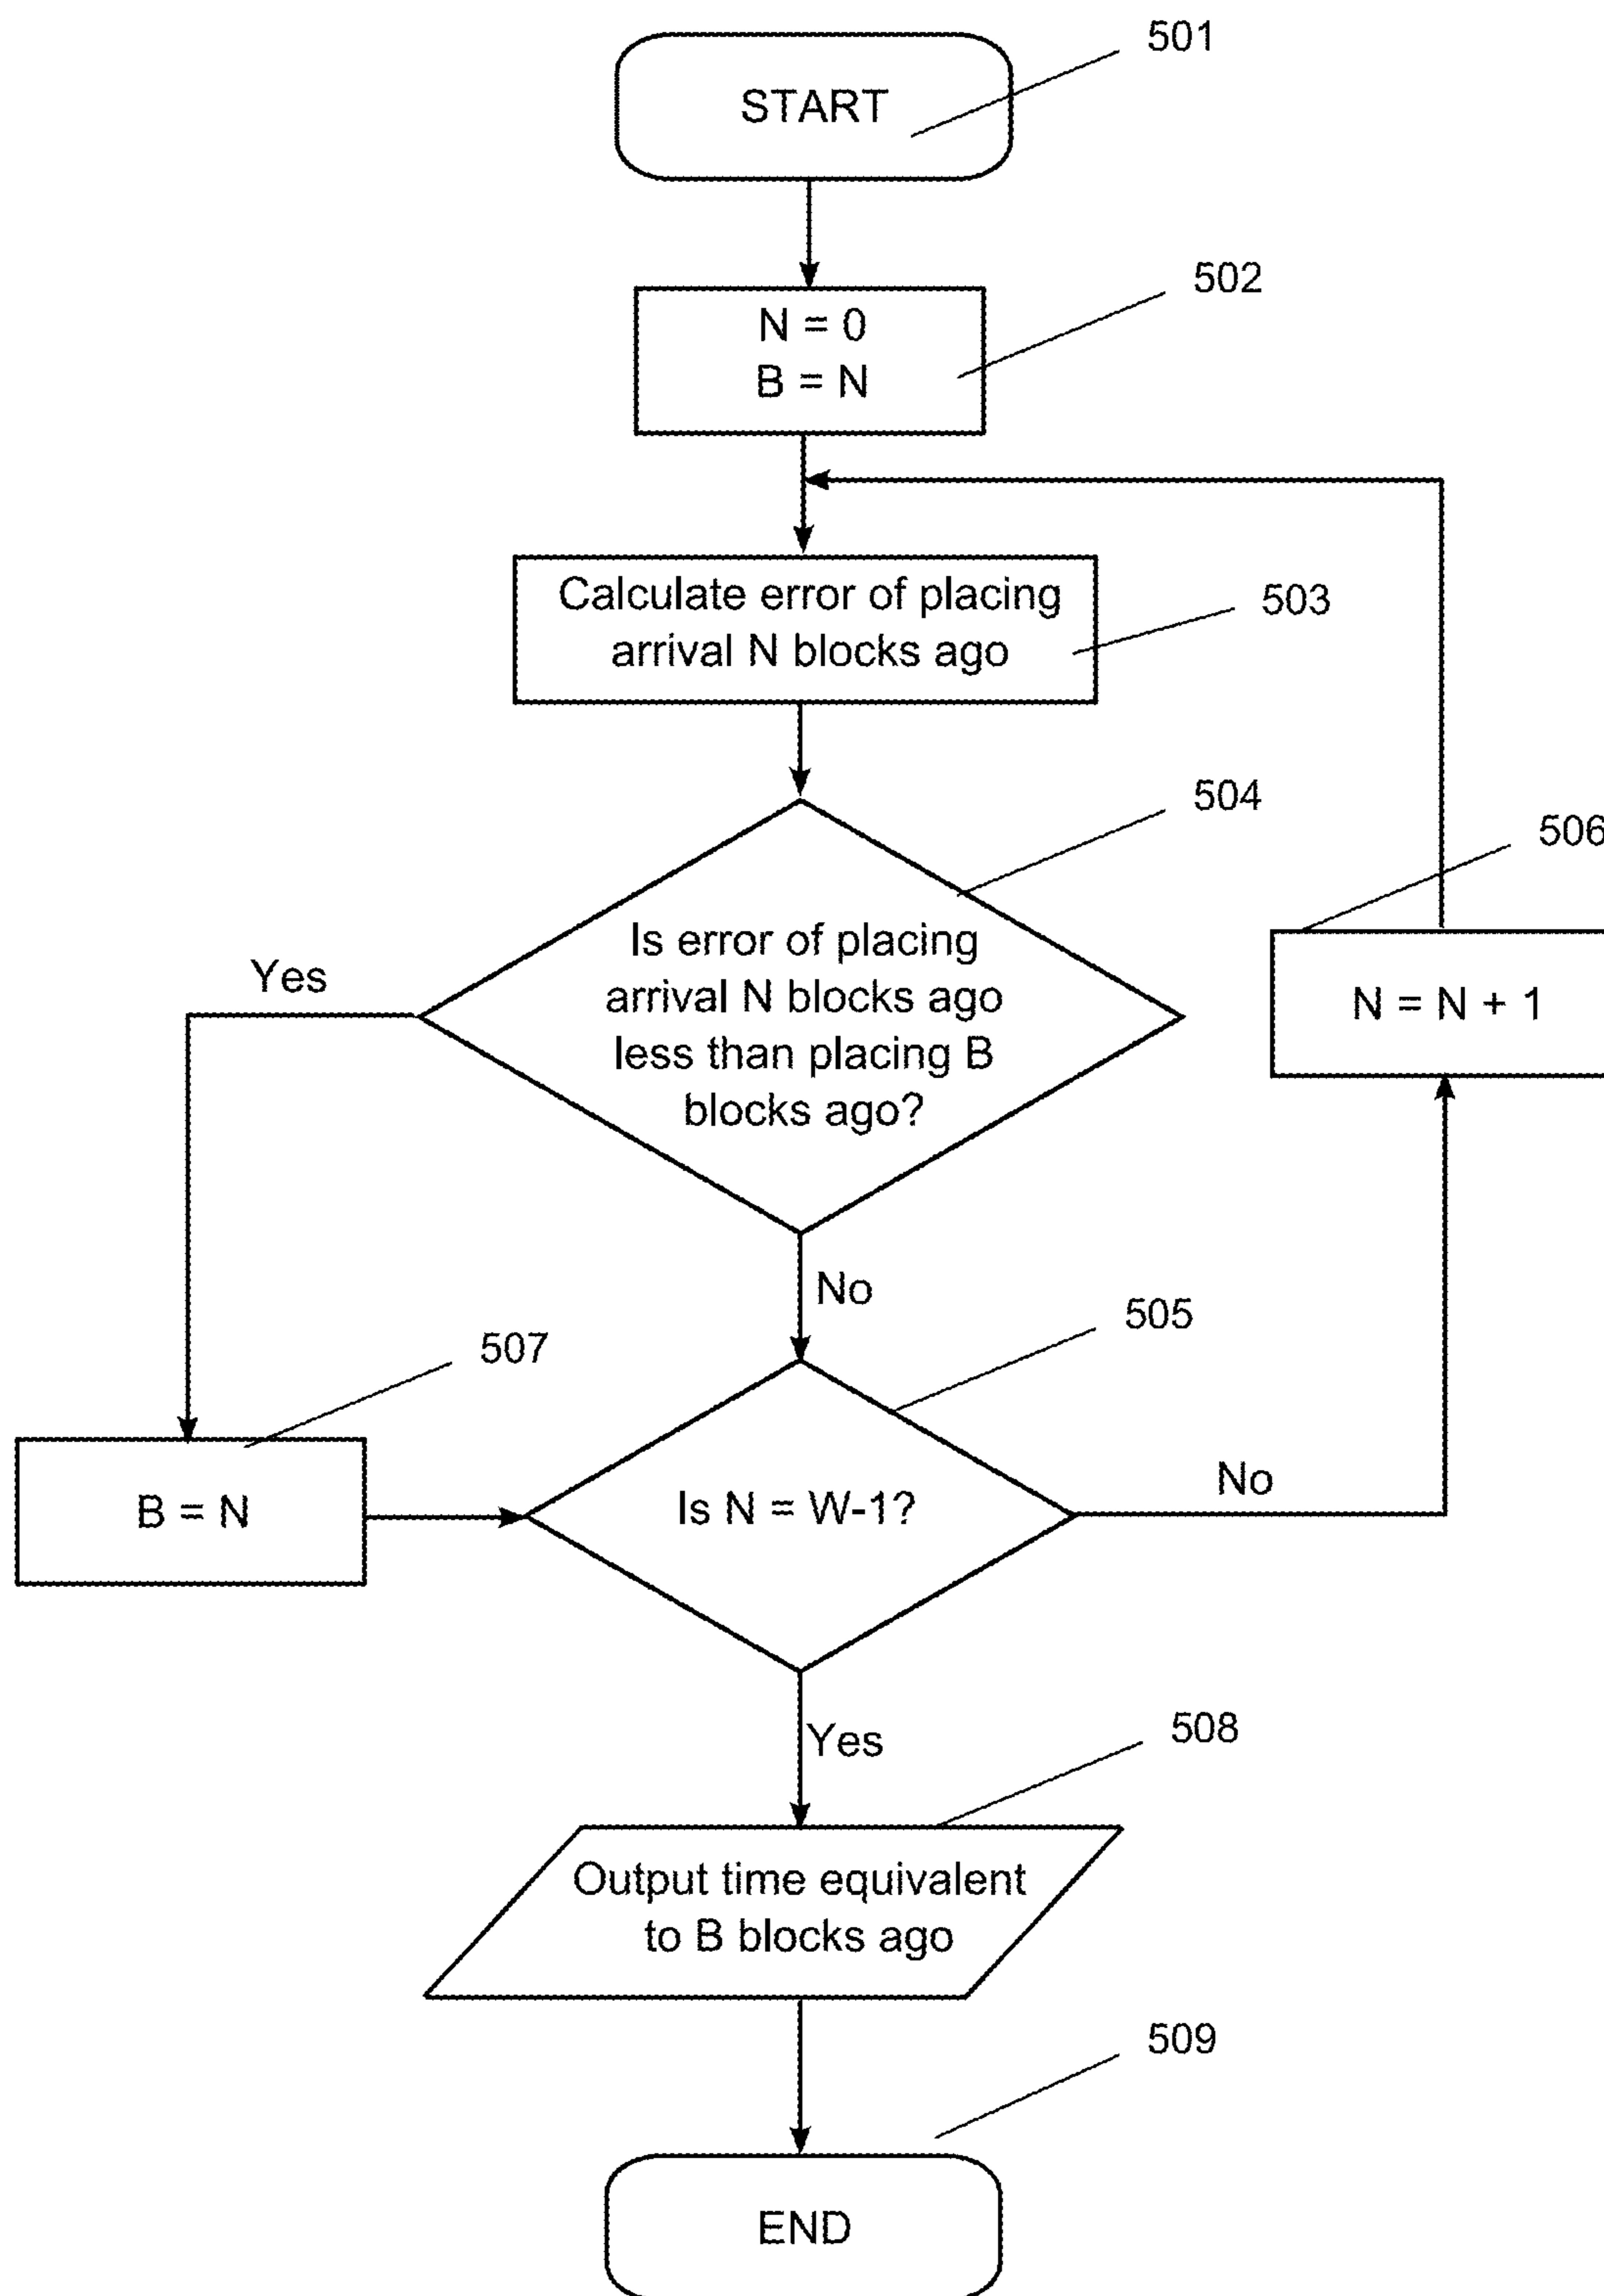 501
START
502
N = 0
B = N
Calculate error of placing
arrival N blocks ago
503
504
506
Is error of placing
arrival N blocks ago
less than placing B
blocks ago?
Yes
N = N + 1
No
505
507
B = N
Is N = W-1?
No
Yes
508
Output time equivalent
to B blocks ago
509
END